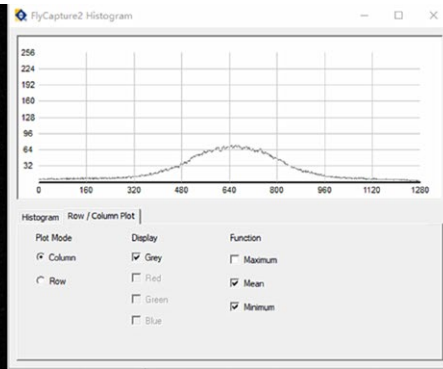 FlyCapture2 Histogram
256
224
192
160
128
96
64
32
0 160 320 480 640 800 960 1120 1280
Histogram Row / Column Plot
Plot Mode Display Function
Column Grey Maximum
Row Red Mean
Green Minimum
Blue